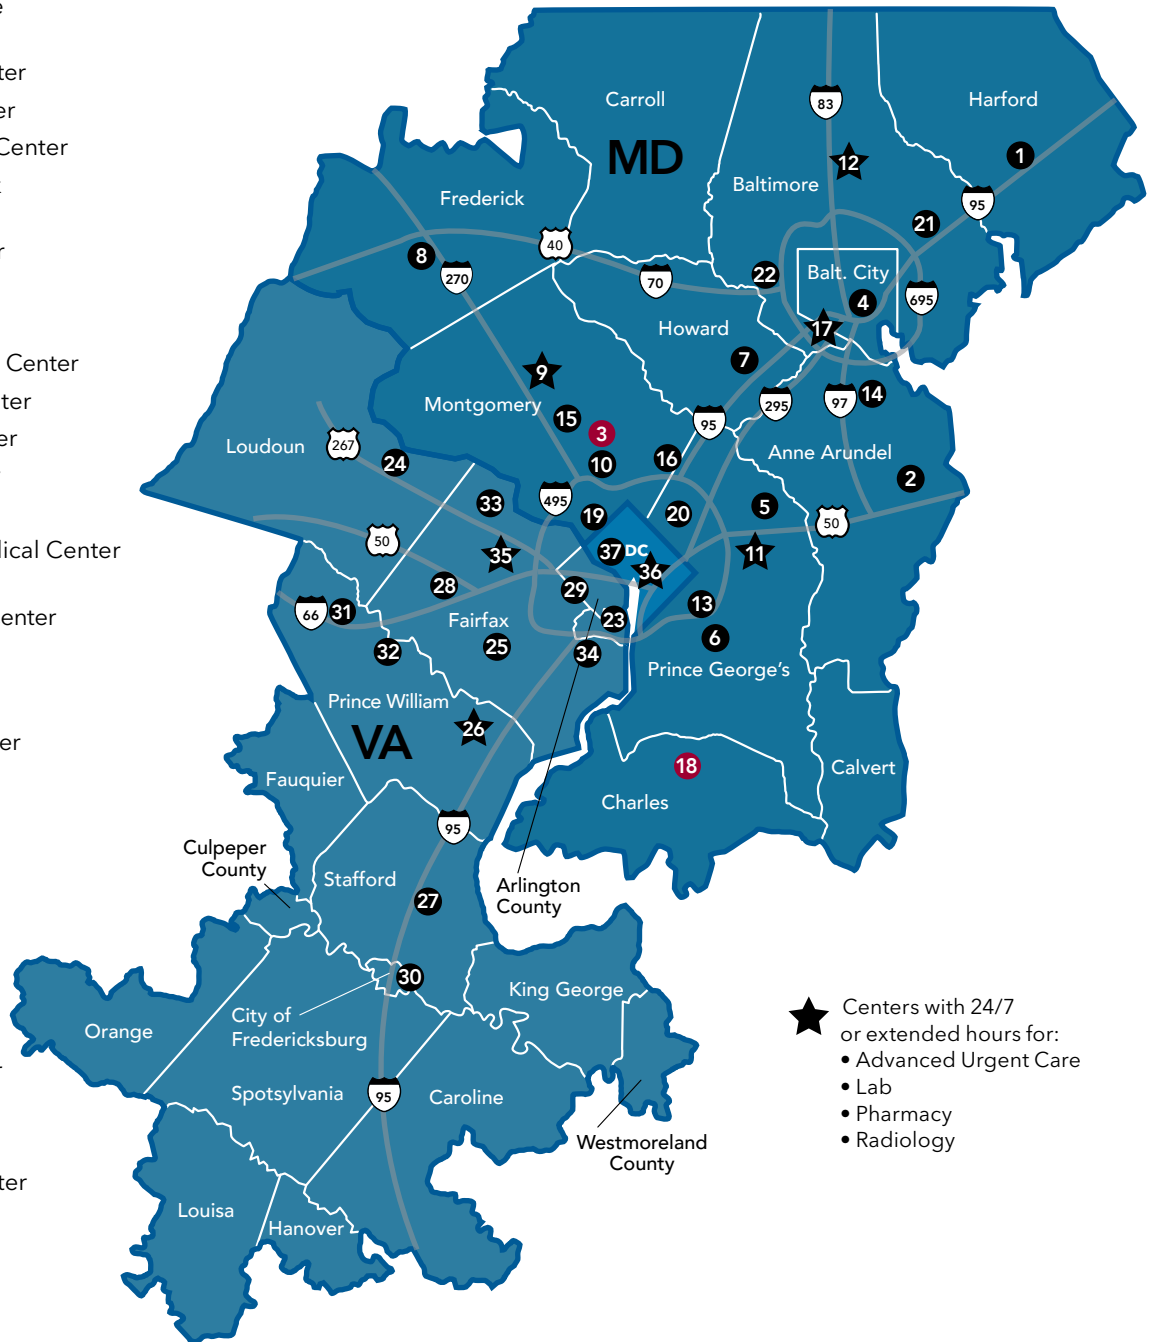 ter
er
Center
r
Center
ter
er
dical Center
enter
er
ter
Carroll
MD
Harford
83
12
1
Baltimore
Frederick
95
21
40
8
270
70
22
Balt. City
4
695
17
Howard
7
9
Montgomery
15
3
295
97
14
95
Loudoun
267
24
10
16
Anne Arundel
2
33
495
19
20
5
50
50
35
37
DC
36
11
28
29
13
66
31
Fairfax
23
6
32
25
34
Prince George's
Prince William
26
VA
18
Fauquier
Calvert
Charles
95
Culpeper
County
Stafford
27
Arlington
County
30
King George
City of
Fredericksburg
Orange
Spotsylvania
95
Caroline
Westmoreland
County
Louisa
Hanover
Centers with 24/7
or extended hours for:
• Advanced Urgent Care
• Lab
• Pharmacy
• Radiology